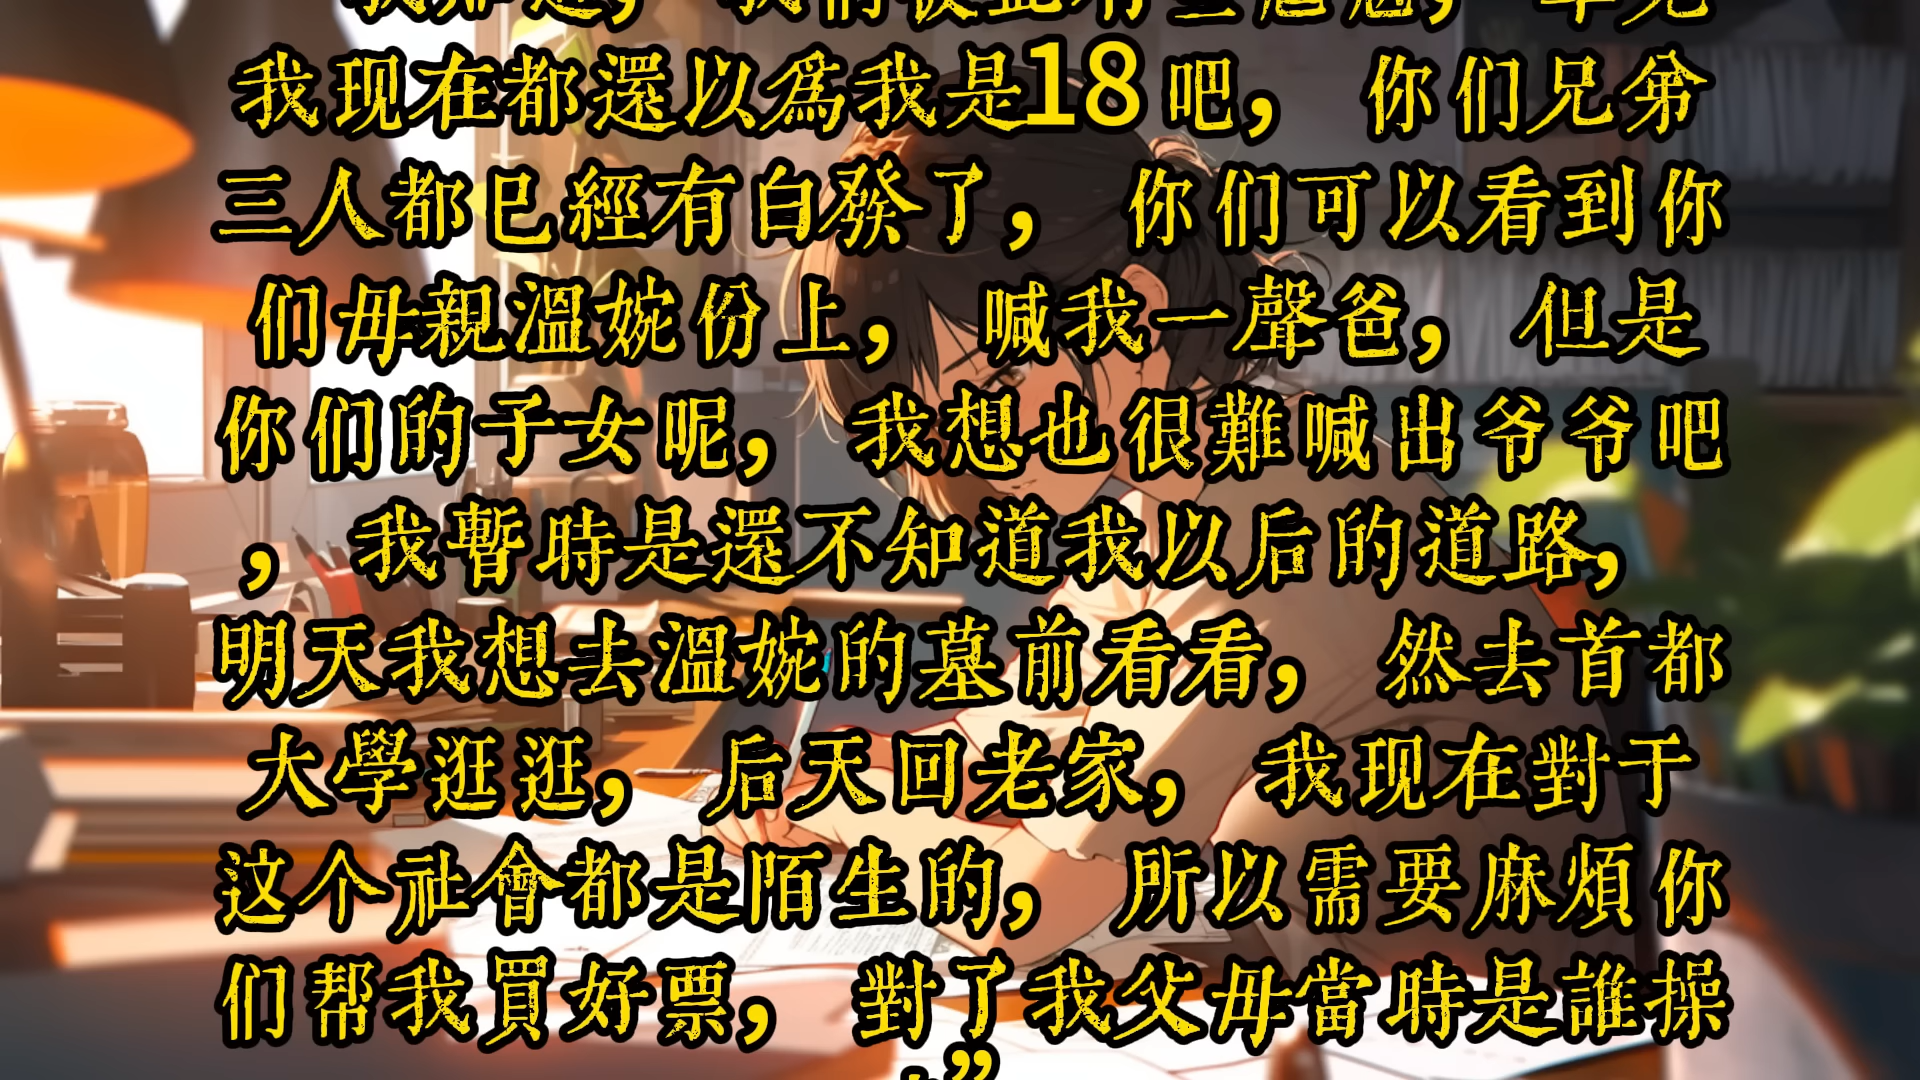 我现在都還以爲我是18吧， 你们兄弟
三人都已經有白發了， 你们可以看到你
们母親溫婉份上， 喊我一聲爸， 但是
你们的子女呢， 我想也很難喊出爷爷吧
， 我暫時是還不知道我以后的道路，
明天我想去溫婉的墓前看看， 然去首都
大學逛逛， 后天回老家， 我现在對于
这个社會都是陌生的， 所以需要麻煩你
们帮我買好票， 對了我父母當時是誰操